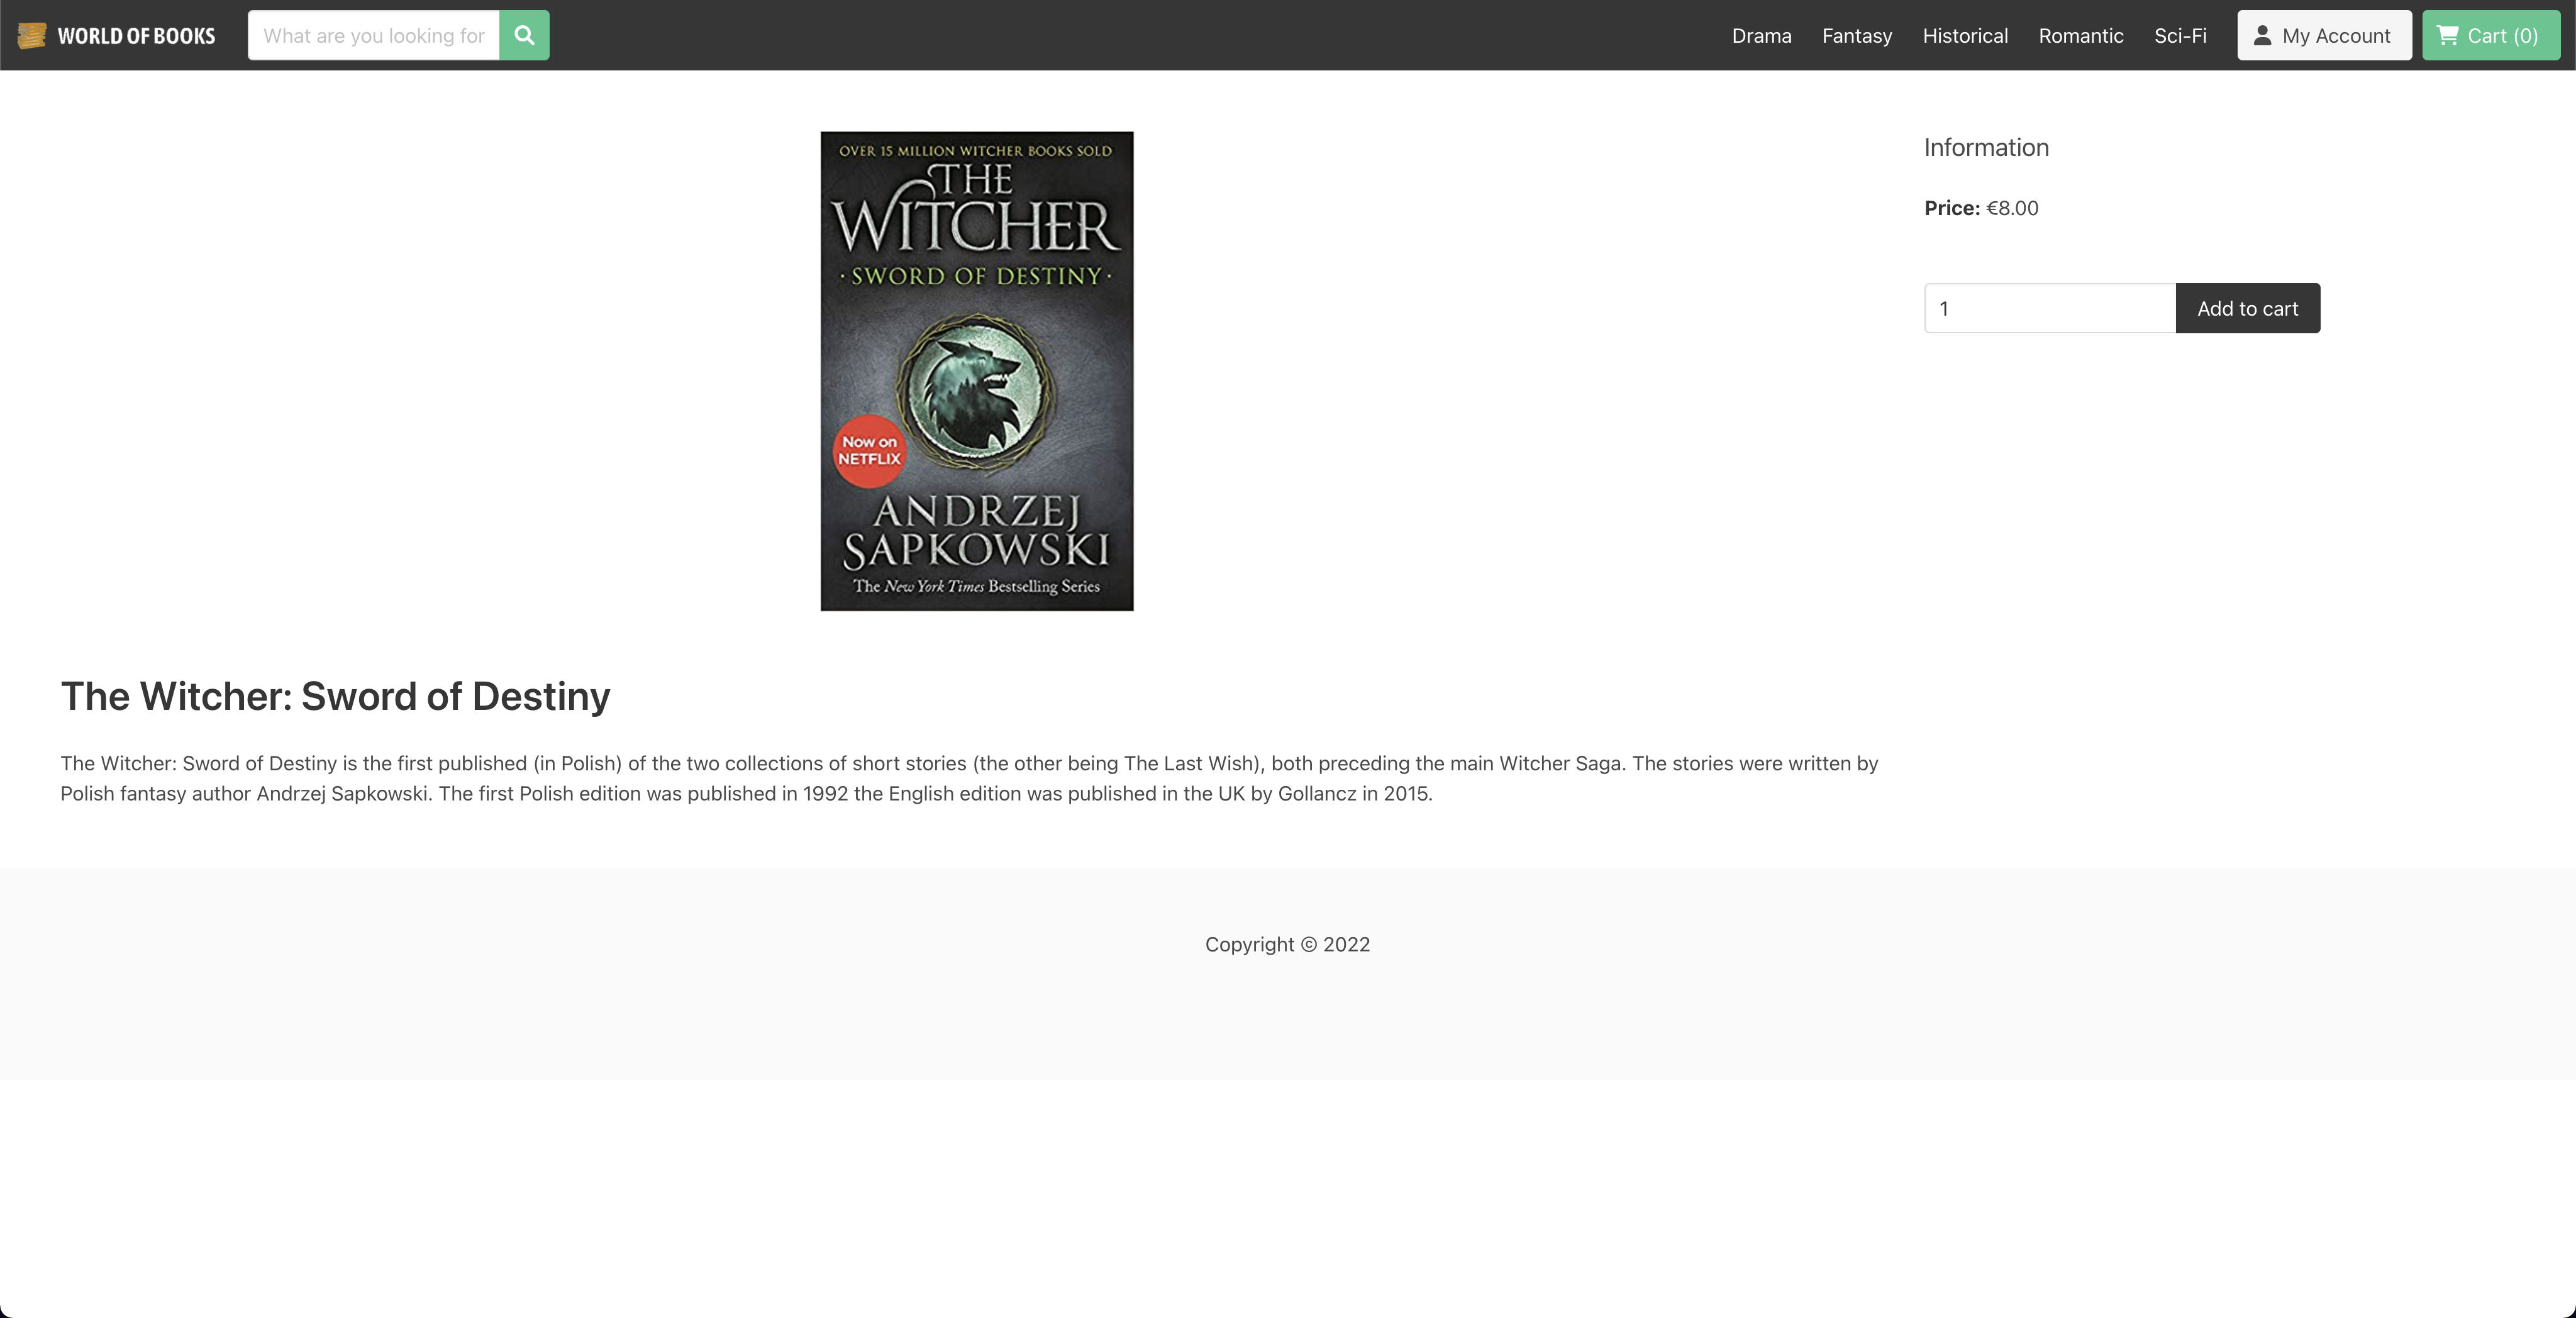 WORLD OF BOOKS
What are you looking for
Drama
Fantasy
Historical
Romantic
Sci-Fi
My Account
Cart (0)
OVER 15 MILLION WITCHER BOOKS SOLD
THE
WITCHER
· SWORD OF DESTINY ·
Now on
NETFLIX
ANDRZEJ
SAPKOWSKI
The New York Times Bestselling Series
Information
Price: €8.00
1
Add to cart
The Witcher: Sword of Destiny
The Witcher: Sword of Destiny is the first published (in Polish) of the two collections of short stories (the other being The Last Wish), both preceding the main Witcher Saga. The stories were written by
Polish fantasy author Andrzej Sapkowski. The first Polish edition was published in 1992 the English edition was published in the UK by Gollancz in 2015.
Copyright © 2022